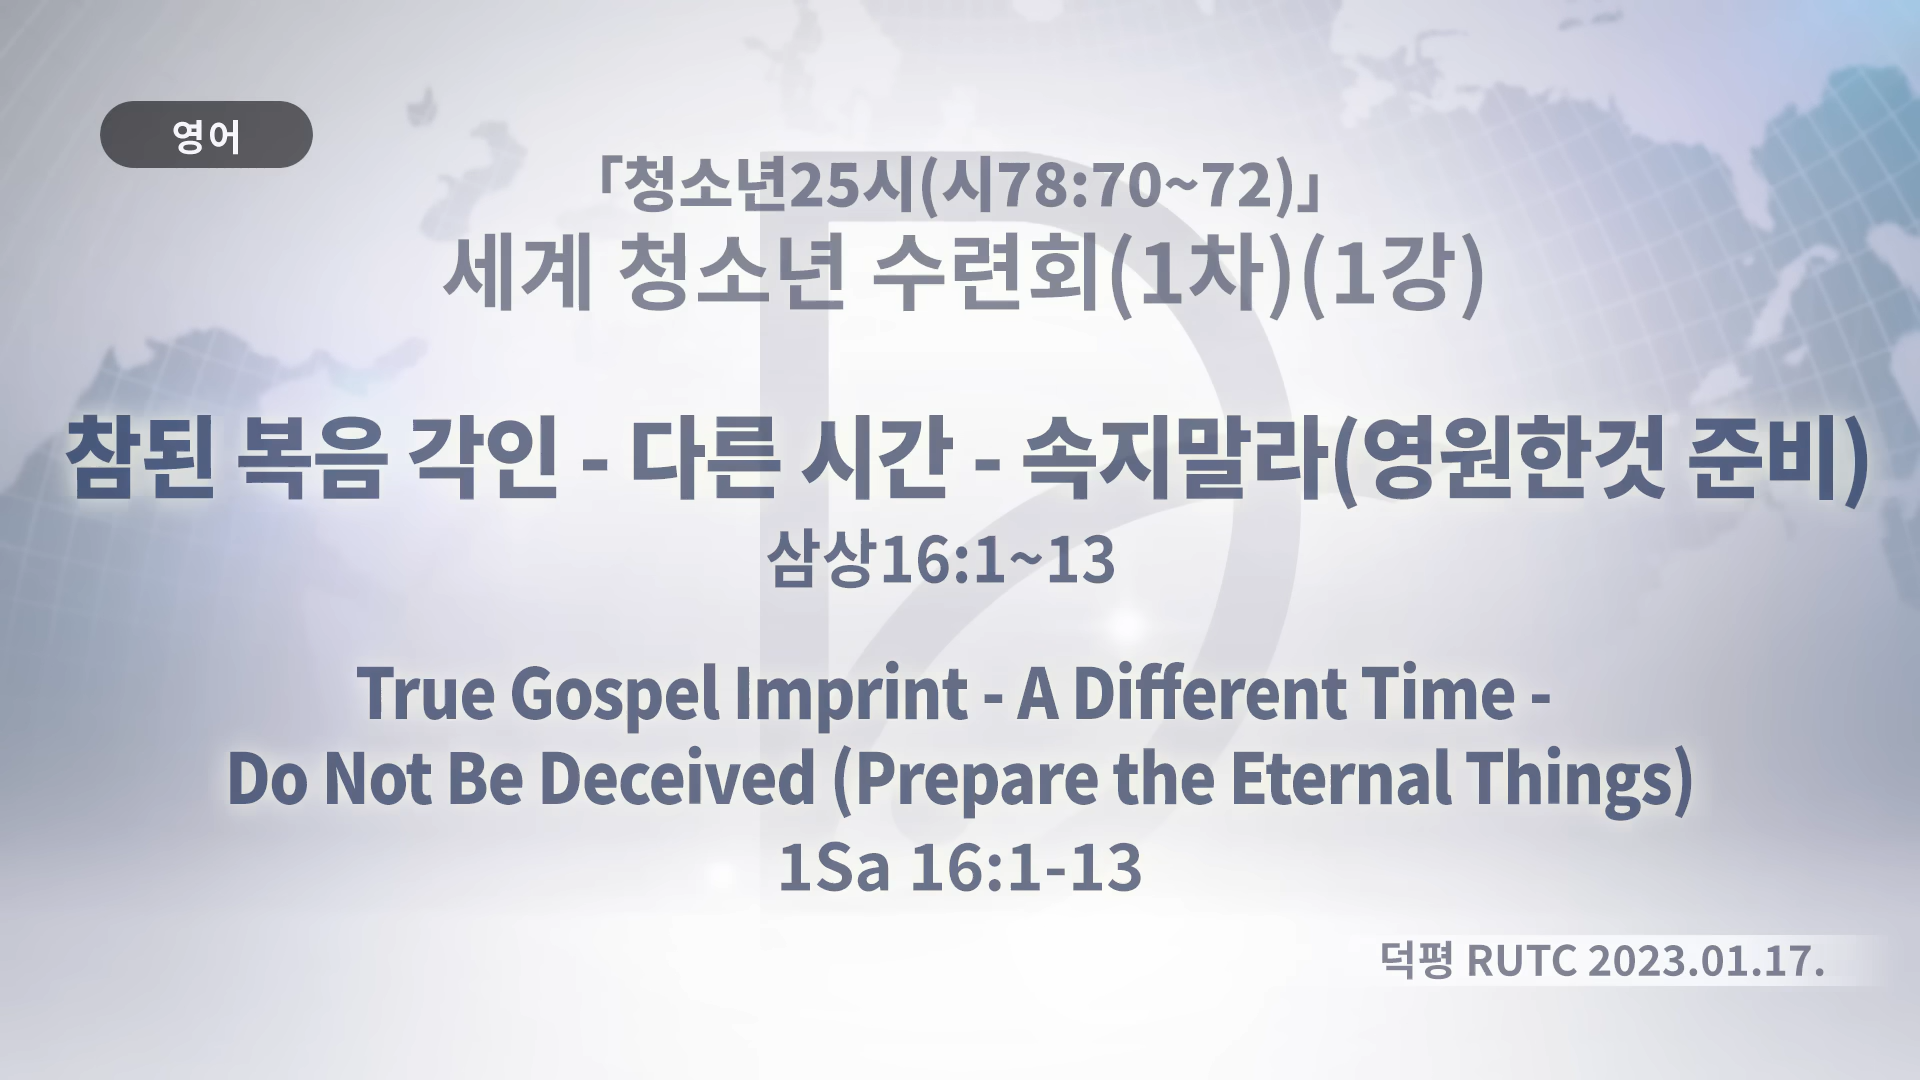 영어
「청소년25시(시78:70~72)」
세계 청소년 수련회(1차)(1강)
참된 복음 각인 - 다른 시간 - 속지말라(영원한것 준비)
삼상16:1~13
True Gospel Imprint - A Different Time -
Do Not Be Deceived (Prepare the Eternal Things)
1Sa 16:1-13
덕평 RUTC 2023.01.17.